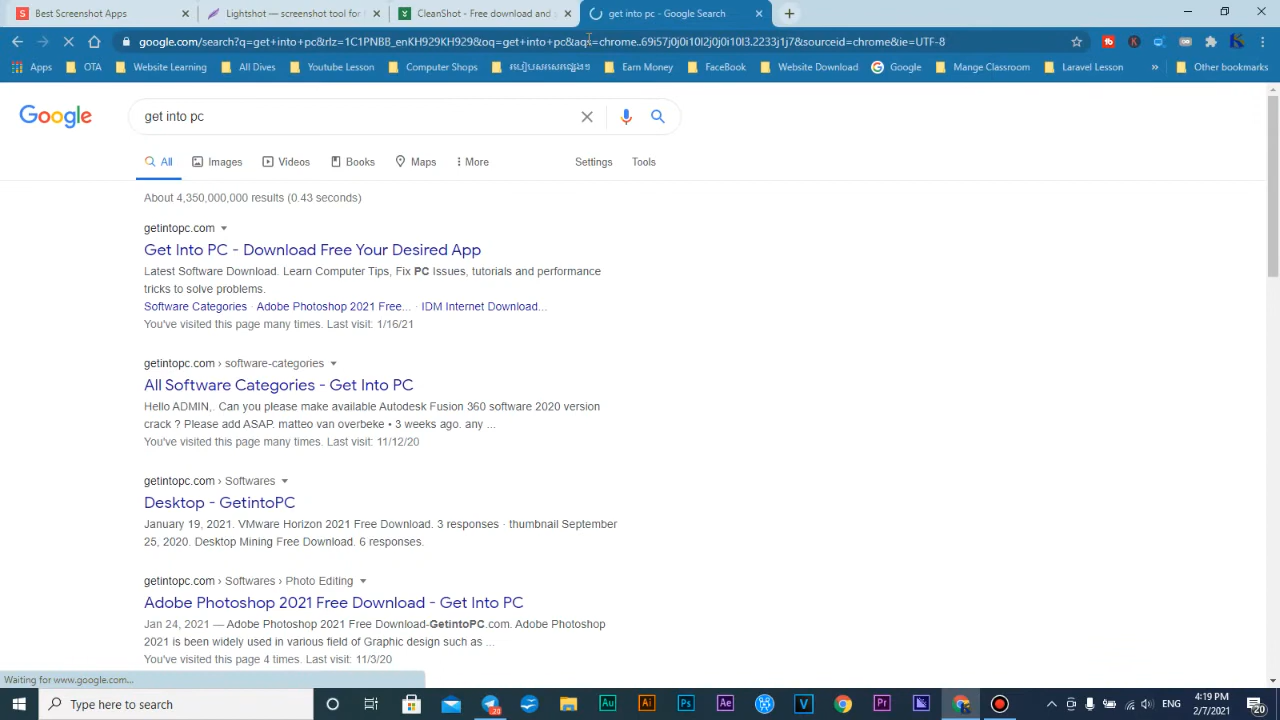 Best Screenshot Apps
Lightshot — screenshot tool for
CleanShot - Free download and
get into pc - Google Search
google.com/search?q=get+into+pc&rlz=1C1PNBB_enKH929KH929&oq=get+into+pc&aqs=chrome..69i57j0j0i10l2j0j0i10l3.2233j1j7&sourceid=chrome&ie=UTF-8
Apps
OTA
Website Learning
All Dives
Youtube Lesson
Computer Shops
Earn Money
FaceBook
Website Download
Google
Mange Classroom
Laravel Lesson
»
Other bookmarks
Google
get into pc
All
Images
Videos
Books
Maps
More
Settings
Tools
About 4,350,000,000 results (0.43 seconds)
getintopc.com
Get Into PC - Download Free Your Desired App
Latest Software Download. Learn Computer Tips, Fix PC Issues, tutorials and performance
tricks to solve problems.
Software Categories · Adobe Photoshop 2021 Free... · IDM Internet Download...
You've visited this page many times. Last visit: 1/16/21
getintopc.com › software-categories
All Software Categories - Get Into PC
Hello ADMIN,. Can you please make available Autodesk Fusion 360 software 2020 version
crack ? Please add ASAP. matteo van overbeke • 3 weeks ago. any ...
You've visited this page many times. Last visit: 11/12/20
getintopc.com › Softwares
Desktop - GetintoPC
January 19, 2021. VMware Horizon 2021 Free Download. 3 responses · thumbnail September
25, 2020. Desktop Mining Free Download. 6 responses.
getintopc.com › Softwares › Photo Editing
Adobe Photoshop 2021 Free Download - Get Into PC
Jan 24, 2021 — Adobe Photoshop 2021 Free Download-GetintoPC.com. Adobe Photoshop
2021 is been widely used in various field of Graphic design such as ...
You've visited this page 4 times. Last visit: 11/3/20
Waiting for www.google.com...
Type here to search
Au
Ai
Ps
Ae
V
Pr
ENG
4:19 PM
2/7/2021
20